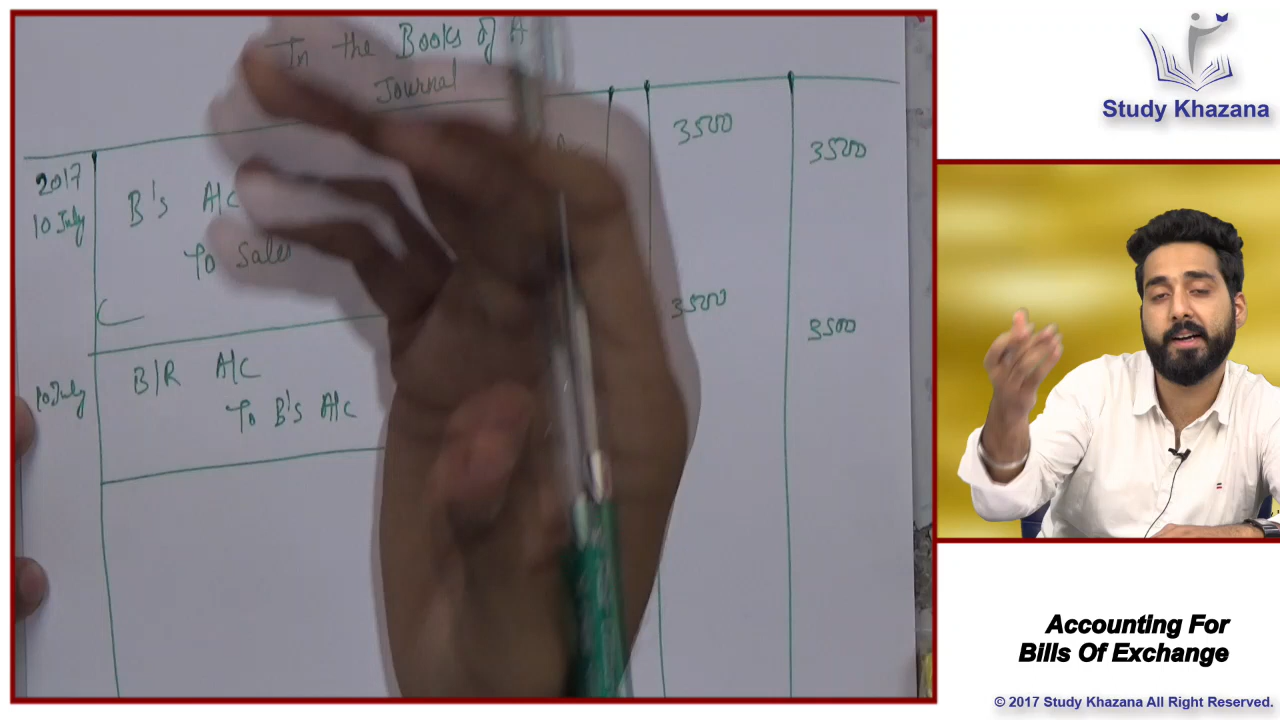 In the Books of A
Journal
2017
10 July
B's A/C
To Sales
3500
3500
10 July
B/R A/C
To B's A/C
3500
3500
Study Khazana
Accounting For
Bills Of Exchange
© 2017 Study Khazana All Right Reserved.